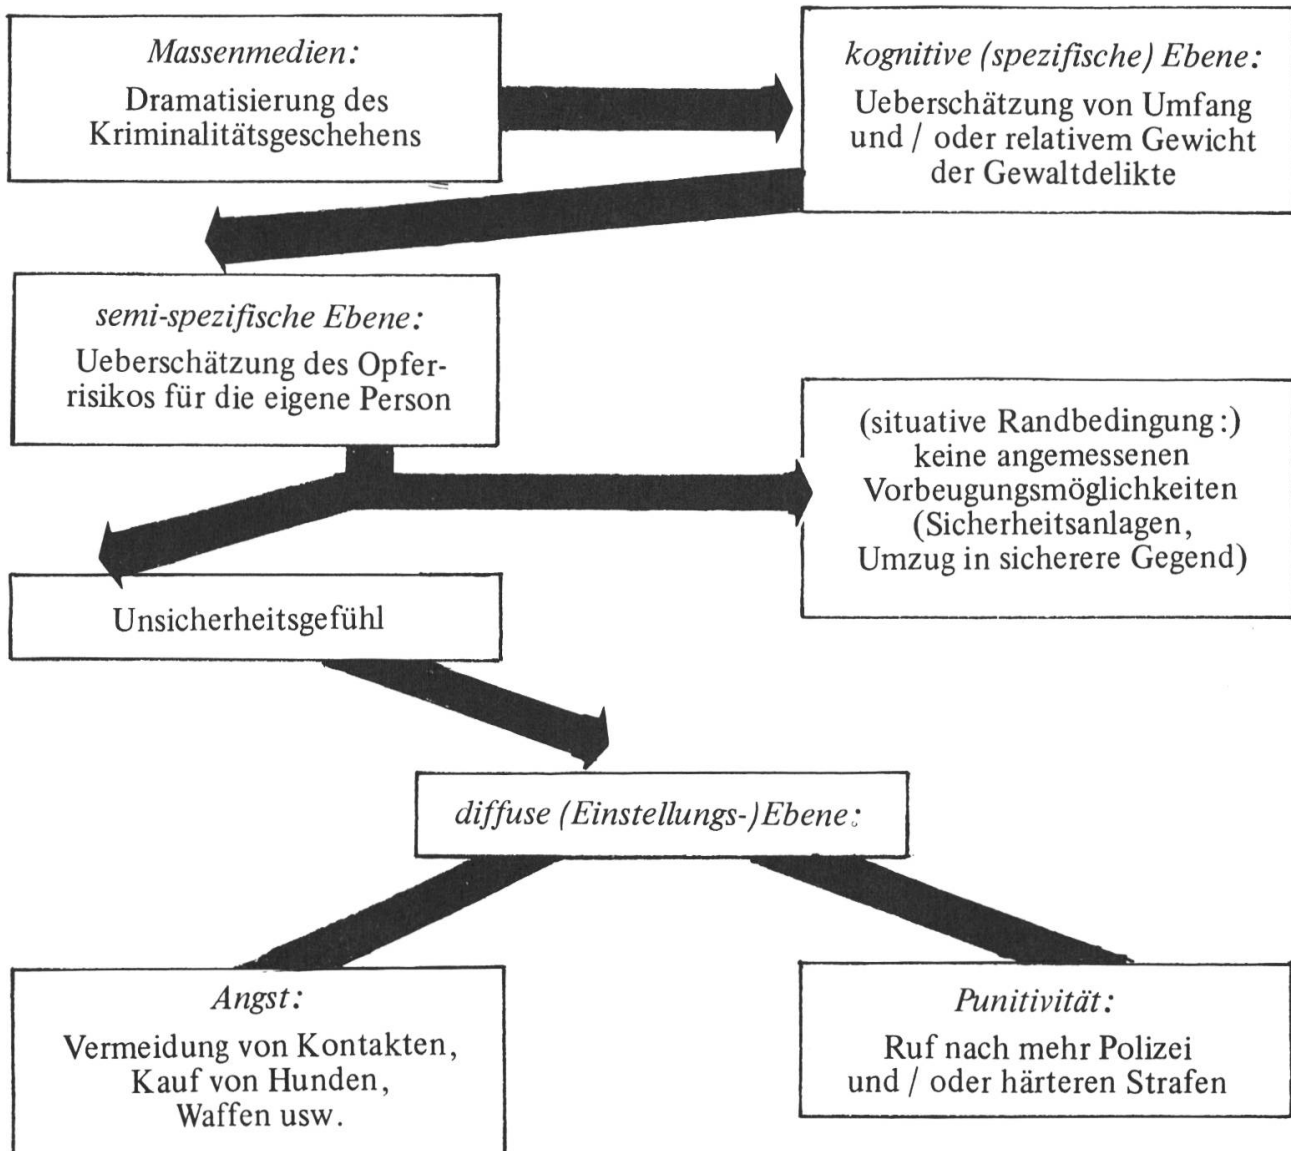 Massenmedien:
Dramatisierung des
Kriminalitätsgeschehens
kognitive (spezifische) Ebene:
Ueberschätzung von Umfang
und / oder relativem Gewicht
der Gewaltdelikte
semi-spezifische Ebene:
Ueberschätzung des Opfer-
risikos für die eigene Person
(situative Randbedingung:)
keine angemessenen
Vorbeugungsmöglichkeiten
(Sicherheitsanlagen,
Umzug in sicherere Gegend)
Unsicherheitsgefühl
diffuse (Einstellungs-)Ebene:
Angst:
Vermeidung von Kontakten,
Kauf von Hunden,
Waffen usw.
Punitivität:
Ruf nach mehr Polizei
und / oder härteren Strafen